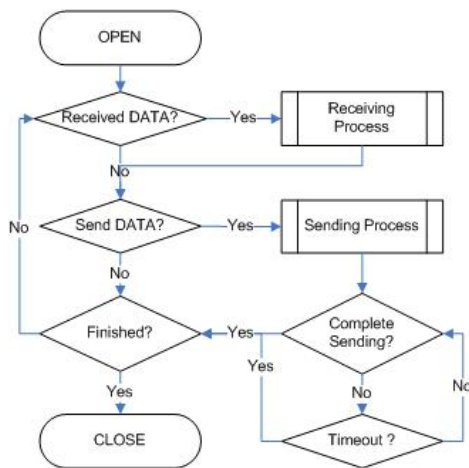 OPEN
Received DATA?
Yes
Receiving
Process
No
Send DATA?
Yes
Sending Process
No
No
Finished?
Yes
Complete
Sending?
Yes
No
No
Yes
CLOSE
Timeout ?